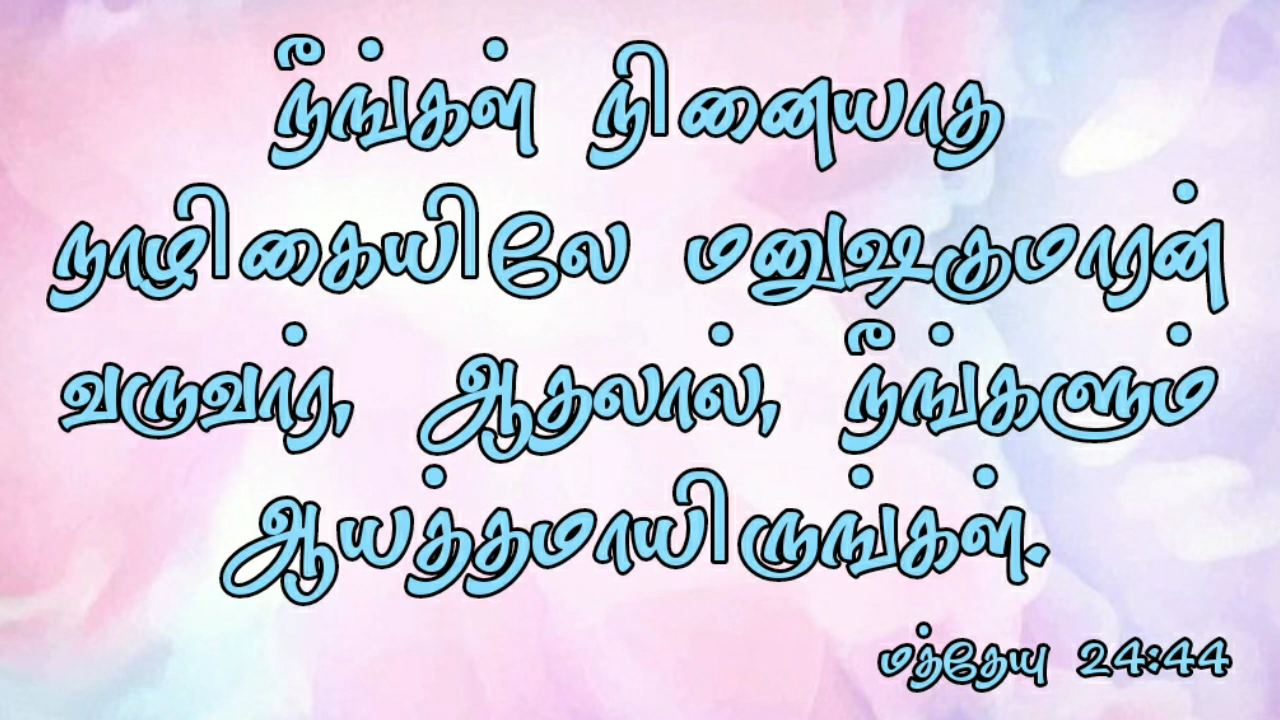 நீங்கள் நினையாத
நாழிகையிலே மனுஷகுமாரன்
வருவார், ஆதலால், நீங்களும்
ஆயத்தமாயிருங்கள்.
மத்தேயு 24:44